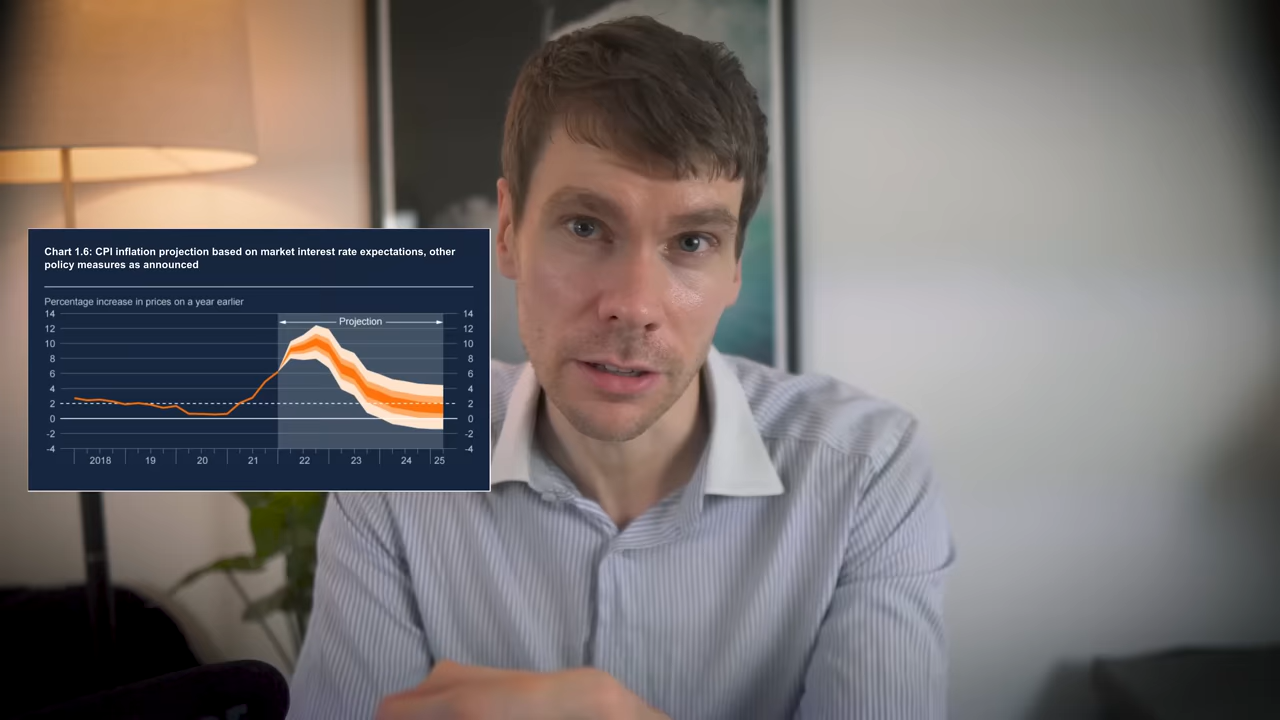 Chart 1.6: CPI inflation projection based on market interest rate expectations, other
policy measures as announced
Percentage increase in prices on a year earlier
Projection
14 14
12 12
10 10
8 8
6 6
4 4
2 2
0 0
-2 -2
-4 -4
2018 19 20 21 22 23 24 25